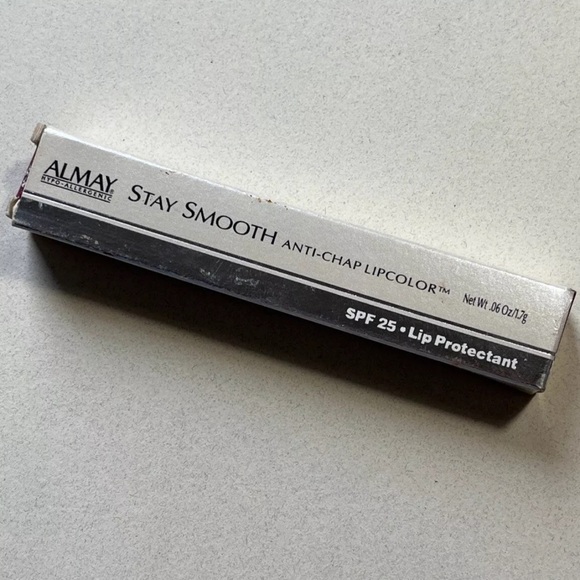 ALMAY®
HYPO-ALLERGENIC
STAY SMOOTH ANTI-CHAP LIPCOLOR™ Net Wt .06 Oz/1.7g
SPF 25 • Lip Protectant